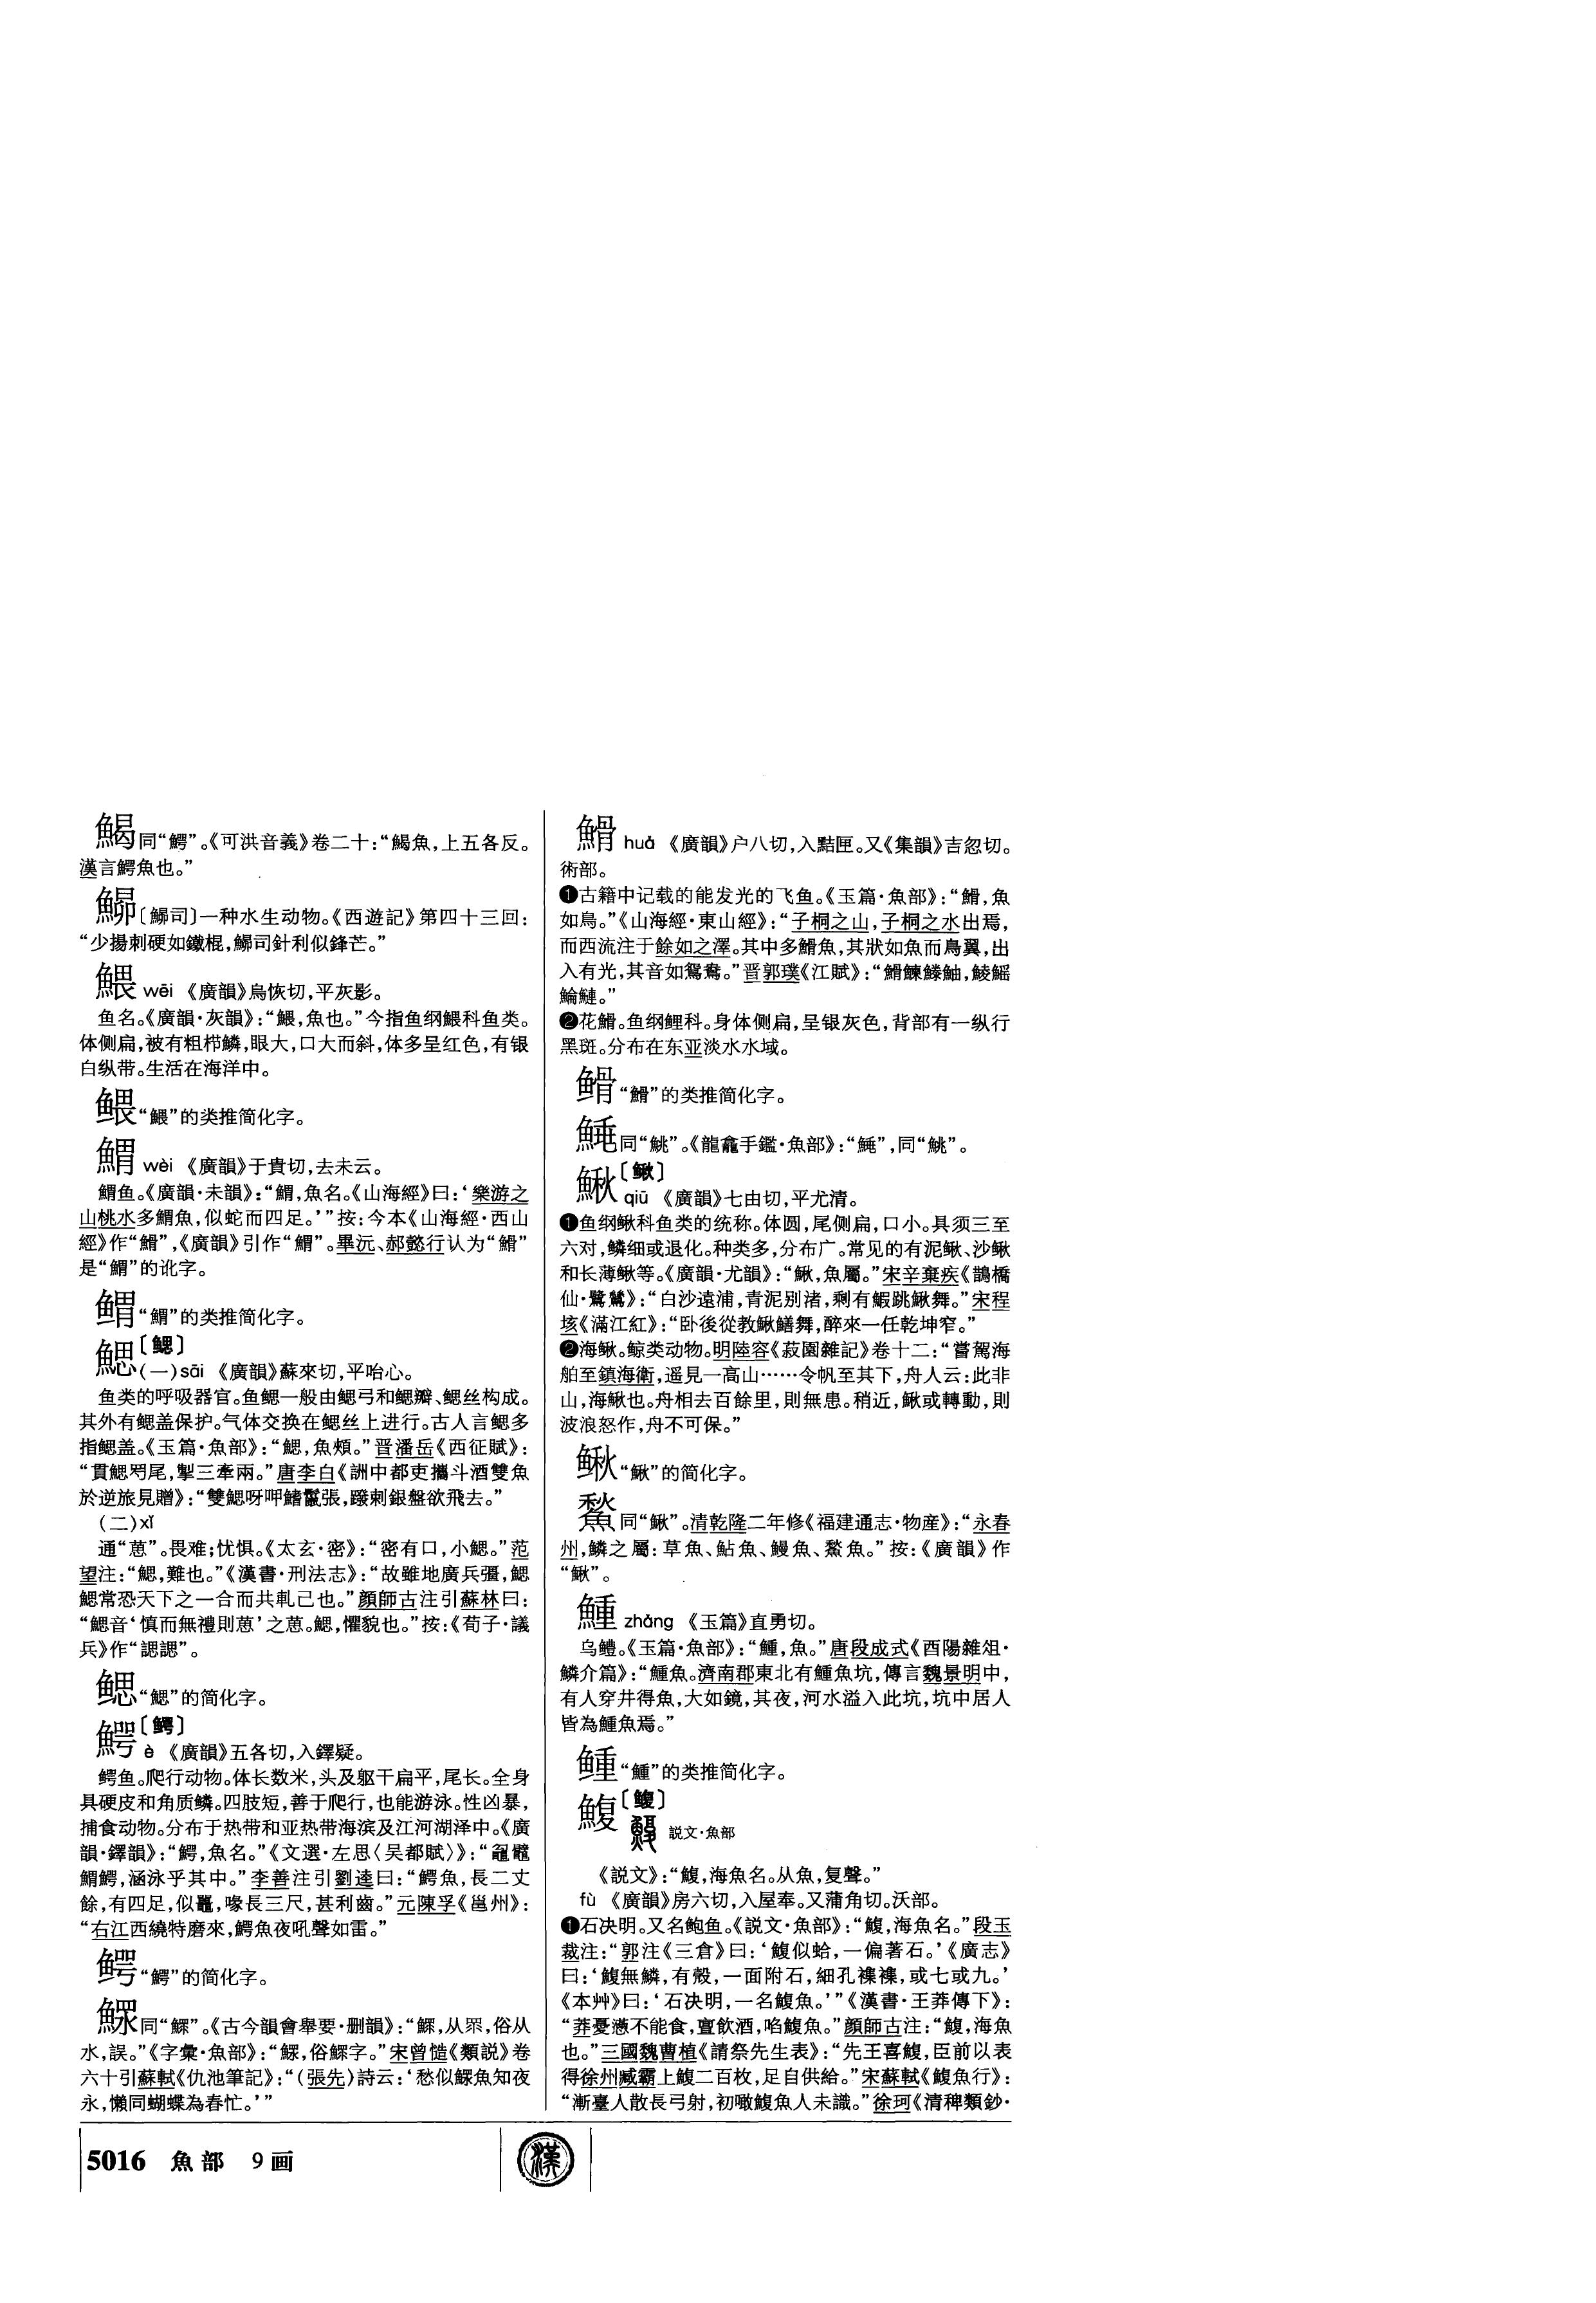 鰑同“鰐”。《可洪音義》卷二十：“鰑魚，上五各反。
漢言鰐魚也。”
〔司〕一种水生动物。《西遊記》第四十三回：
“少揚刺硬如鐵棍，司針利似鋒芒。”
鰃 wēi 《廣韻》烏恢切，平灰影。
鱼名。《廣韻·灰韻》：“鰃，魚也。”今指鱼纲鰃科鱼类。
体侧扁，被有粗栉鳞，眼大，口大而斜，体多呈红色，有银
白纵带。生活在海洋中。
鳂“鰃”的类推简化字。
鮹 wèi 《廣韻》于貴切，去未云。
鱼。《廣韻·未韻》：“，魚名。《山海經》曰：‘樂游之
山桃水多魚，似蛇而四足。’”按：今本《山海經·西山
經》作“䱻”，《廣韻》引作“”。畢沅、郝懿行认为“䱻”
是“”的讹字。
“”的类推简化字。
鰓〔鳃〕
(一)sāi 《廣韻》蘇來切，平咍心。
鱼类的呼吸器官。鱼鳃一般由鳃弓和鳃瓣、鳃丝构成。
其外有鳃盖保护。气体交换在鳃丝上进行。古人言鳃多
指鳃盖。《玉篇·魚部》：“鰓，魚頰。”晋潘岳《西征賦》：
“貫鰓䍐尾，掣三牽兩。”唐李白《詶中都吏攜斗酒雙魚
於逆旅見贈》：“雙鰓呀呷鰭鬣張，蹳剌銀盤欲飛去。”
(二)xǐ
通“葸”。畏难；忧惧。《太玄·密》：“密有口，小鰓。”范
望注：“鰓，難也。”《漢書·刑法志》：“故雖地廣兵彊，鰓
鰓常恐天下之一合而共軋己也。”顔師古注引蘇林曰：
“鰓音‘慎而無禮則葸’之葸。鰓，懼貌也。”按：《荀子·議
兵》作“諰諰”。
鳃“鰓”的简化字。
鰐〔鳄〕
è 《廣韻》五各切，入鐸疑。
鳄鱼。爬行动物。体长数米，头及躯干扁平，尾长。全身
具硬皮和角质鳞。四肢短，善于爬行，也能游泳。性凶暴，
捕食动物。分布于热带和亚热带海滨及江河湖泽中。《廣
韻·鐸韻》：“鰐，魚名。”《文選·左思〈吴都賦〉》：“鼅鼊
鯖鰐，涵泳乎其中。”李善注引劉逵曰：“鰐魚，長二丈
餘，有四足，似鼉，喙長三尺，甚利齒。”元陳孚《邕州》：
“右江西繞特磨來，鰐魚夜吼聲如雷。”
鳄“鰐”的简化字。
同“鰥”。《古今韻會舉要·删韻》：“鰥，从眔，俗从
水，誤。”《字彙·魚部》：“，俗鰥字。”宋曾慥《類説》卷
六十引蘇軾《仇池筆記》：“（張先）詩云：‘愁似魚知夜
永，懶同蝴蝶為春忙。’”
䱻 huá 《廣韻》户八切，入黠匣。又《集韻》吉忽切。
術部。
❶古籍中记载的能发光的飞鱼。《玉篇·魚部》：“䱻，魚
如鳥。”《山海經·東山經》：“子桐之山，子桐之水出焉，
而西流注于餘如之澤。其中多䱻魚，其狀如魚而鳥翼，出
入有光，其音如鴛鴦。”晋郭璞《江賦》：“䱻鰊䲍鮋，鯪鰩
鯩鰱。”
❷花䱻。鱼纲鲤科。身体侧扁，呈银灰色，背部有一纵行
黑斑。分布在东亚淡水水域。
“䱻”的类推简化字。
同“鮡”。《龍龕手鑑·魚部》：“”，同“鮡”。
鰍〔鳅〕
qiū 《廣韻》七由切，平尤清。
❶鱼纲鳅科鱼类的统称。体圆，尾侧扁，口小。具须三至
六对，鳞细或退化。种类多，分布广。常见的有泥鳅、沙鳅
和长薄鳅等。《廣韻·尤韻》：“鰍，魚屬。”宋辛棄疾《鵲橋
仙·鷺鷥》：“白沙遠浦，青泥别渚，剩有鰕跳鰍舞。”宋程
垓《滿江紅》：“卧後從教鰍鱔舞，醉來一任乾坤窄。”
❷海鳅。鲸类动物。明陸容《菽園雜記》卷十二：“嘗駕海
舶至鎮海衛，遥見一高山……令帆至其下，舟人云：此非
山，海鰍也。舟相去百餘里，則無患。稍近，鰍或轉動，則
波浪怒作，舟不可保。”
鳅“鰍”的简化字。
鶖同“鰍”。清乾隆二年修《福建通志·物産》：“永春
州，鱗之屬：草魚、鮎魚、鰻魚、䲡魚。”按：《廣韻》作
“鰍”。
鱼重 zhǒng 《玉篇》直勇切。
乌鳢。《玉篇·魚部》：“䱰，魚。”唐段成式《酉陽雜俎·
鱗介篇》：“䱰魚。濟南郡東北有䱰魚坑，傳言魏景明中，
有人穿井得魚，大如鏡，其夜，河水溢入此坑，坑中居人
皆為䱰魚焉。”
“䱰”的类推简化字。
鰒〔鳆〕
説文·魚部
《説文》：“鰒，海魚名。从魚，复聲。”
fù 《廣韻》房六切，入屋奉。又蒲角切。沃部。
❶石决明。又名鲍鱼。《説文·魚部》：“鰒，海魚名。”段玉
裁注：“郭注《三倉》曰：‘鰒似蛤，一偏著石。’《廣志》
曰：‘鰒無鱗，有殼，一面附石，細孔襍襍，或七或九。’
《本艸》曰：‘石决明，一名鰒魚。’”《漢書·王莽傳下》：
“莽憂懣不能食，亶飲酒，啗鰒魚。”顔師古注：“鰒，海魚
也。”三國魏曹植《請祭先生表》：“先王喜鰒，臣前以表
得徐州臧霸上鰒二百枚，足自供給。”宋蘇軾《鰒魚行》：
“漸臺人散長弓射，初噉鰒魚人未識。”徐珂《清稗類鈔·
5016 魚部 9画
漢